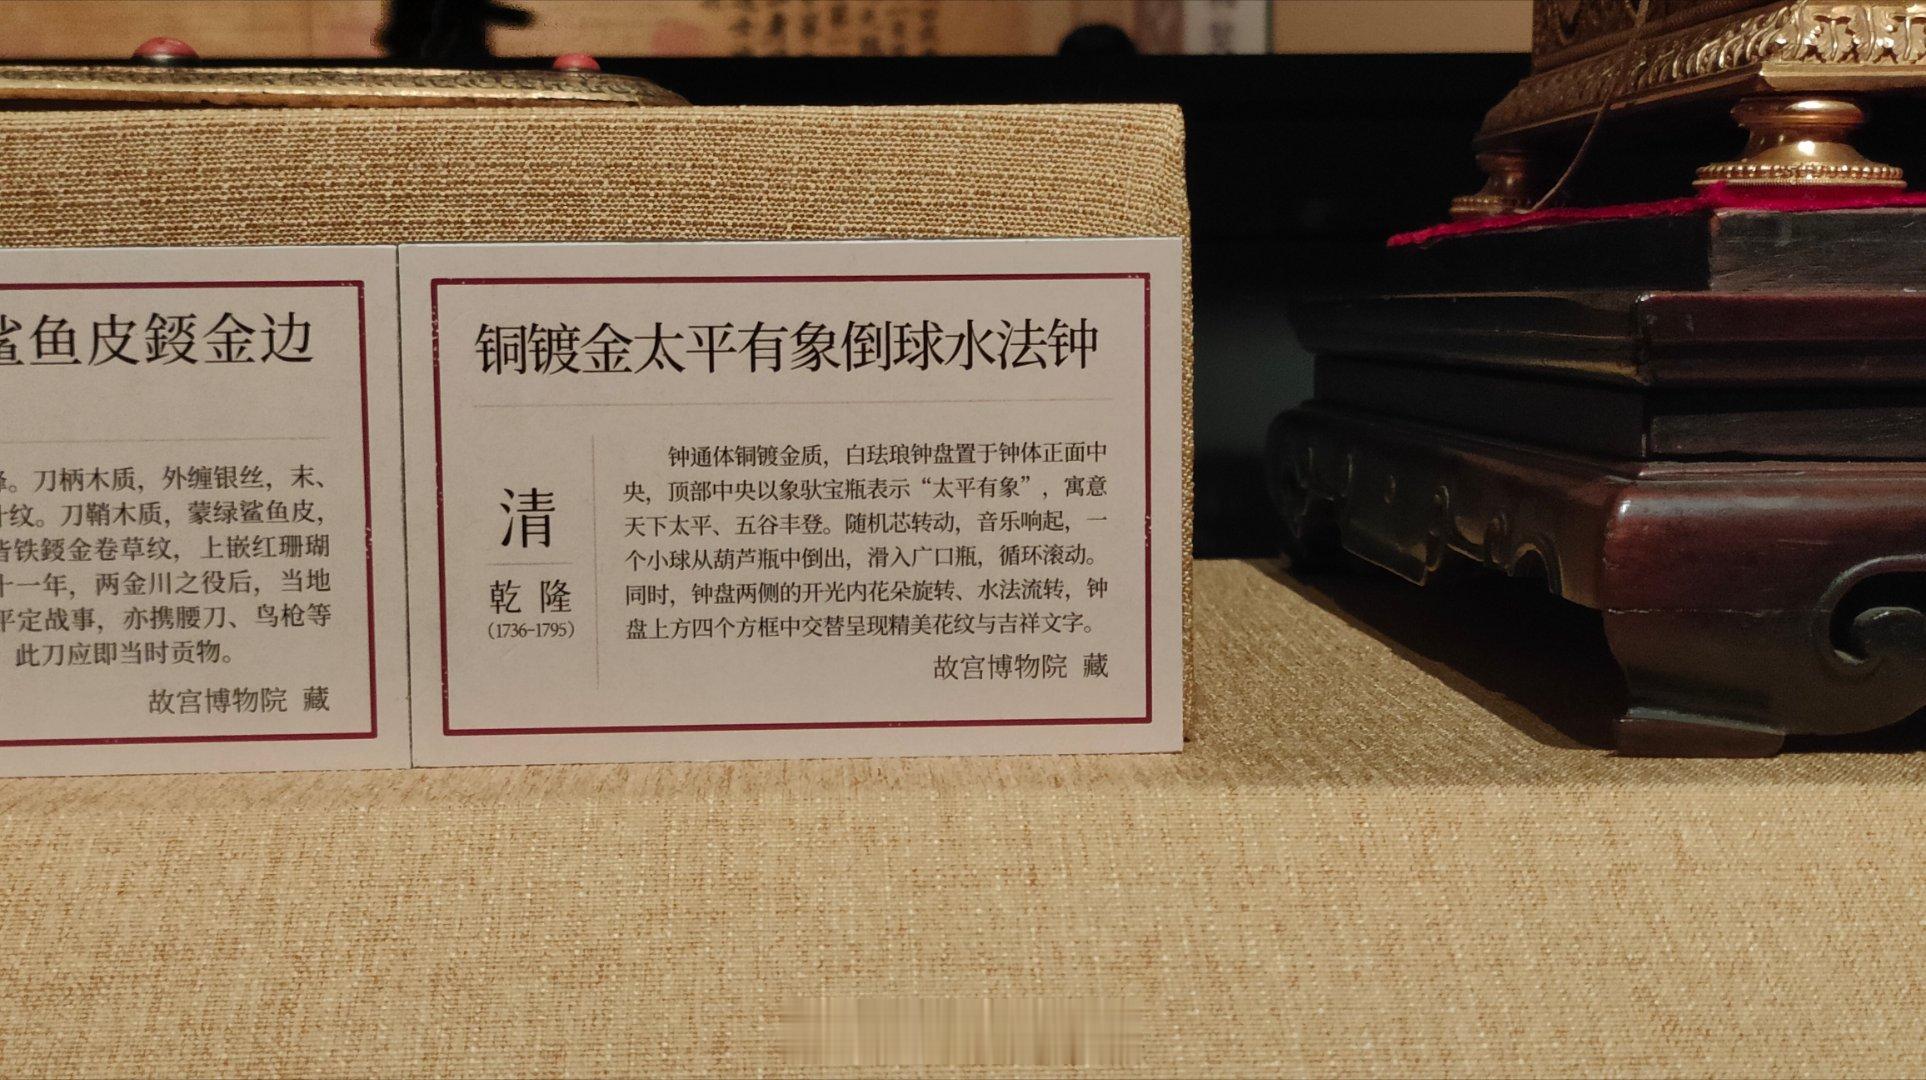 鲨鱼皮鋄金边
。刀柄木质，外缠银丝，末、
纹。刀鞘木质，蒙绿鲨鱼皮，
铁鋄金卷草纹，上嵌红珊瑚
十一年，两金川之役后，当地
平定战事，亦携腰刀、鸟枪等
此刀应即当时贡物。
故宫博物院 藏
铜镀金太平有象倒球水法钟
清
乾隆
(1736-1795)
钟通体铜镀金质，白珐琅钟盘置于钟体正面中
央，顶部中央以象驮宝瓶表示“太平有象”，寓意
天下太平、五谷丰登。随机芯转动，音乐响起，一
个小球从葫芦瓶中倒出，滑入广口瓶，循环滚动。
同时，钟盘两侧的开光内花朵旋转、水法流转，钟
盘上方四个方框中交替呈现精美花纹与吉祥文字。
故宫博物院 藏